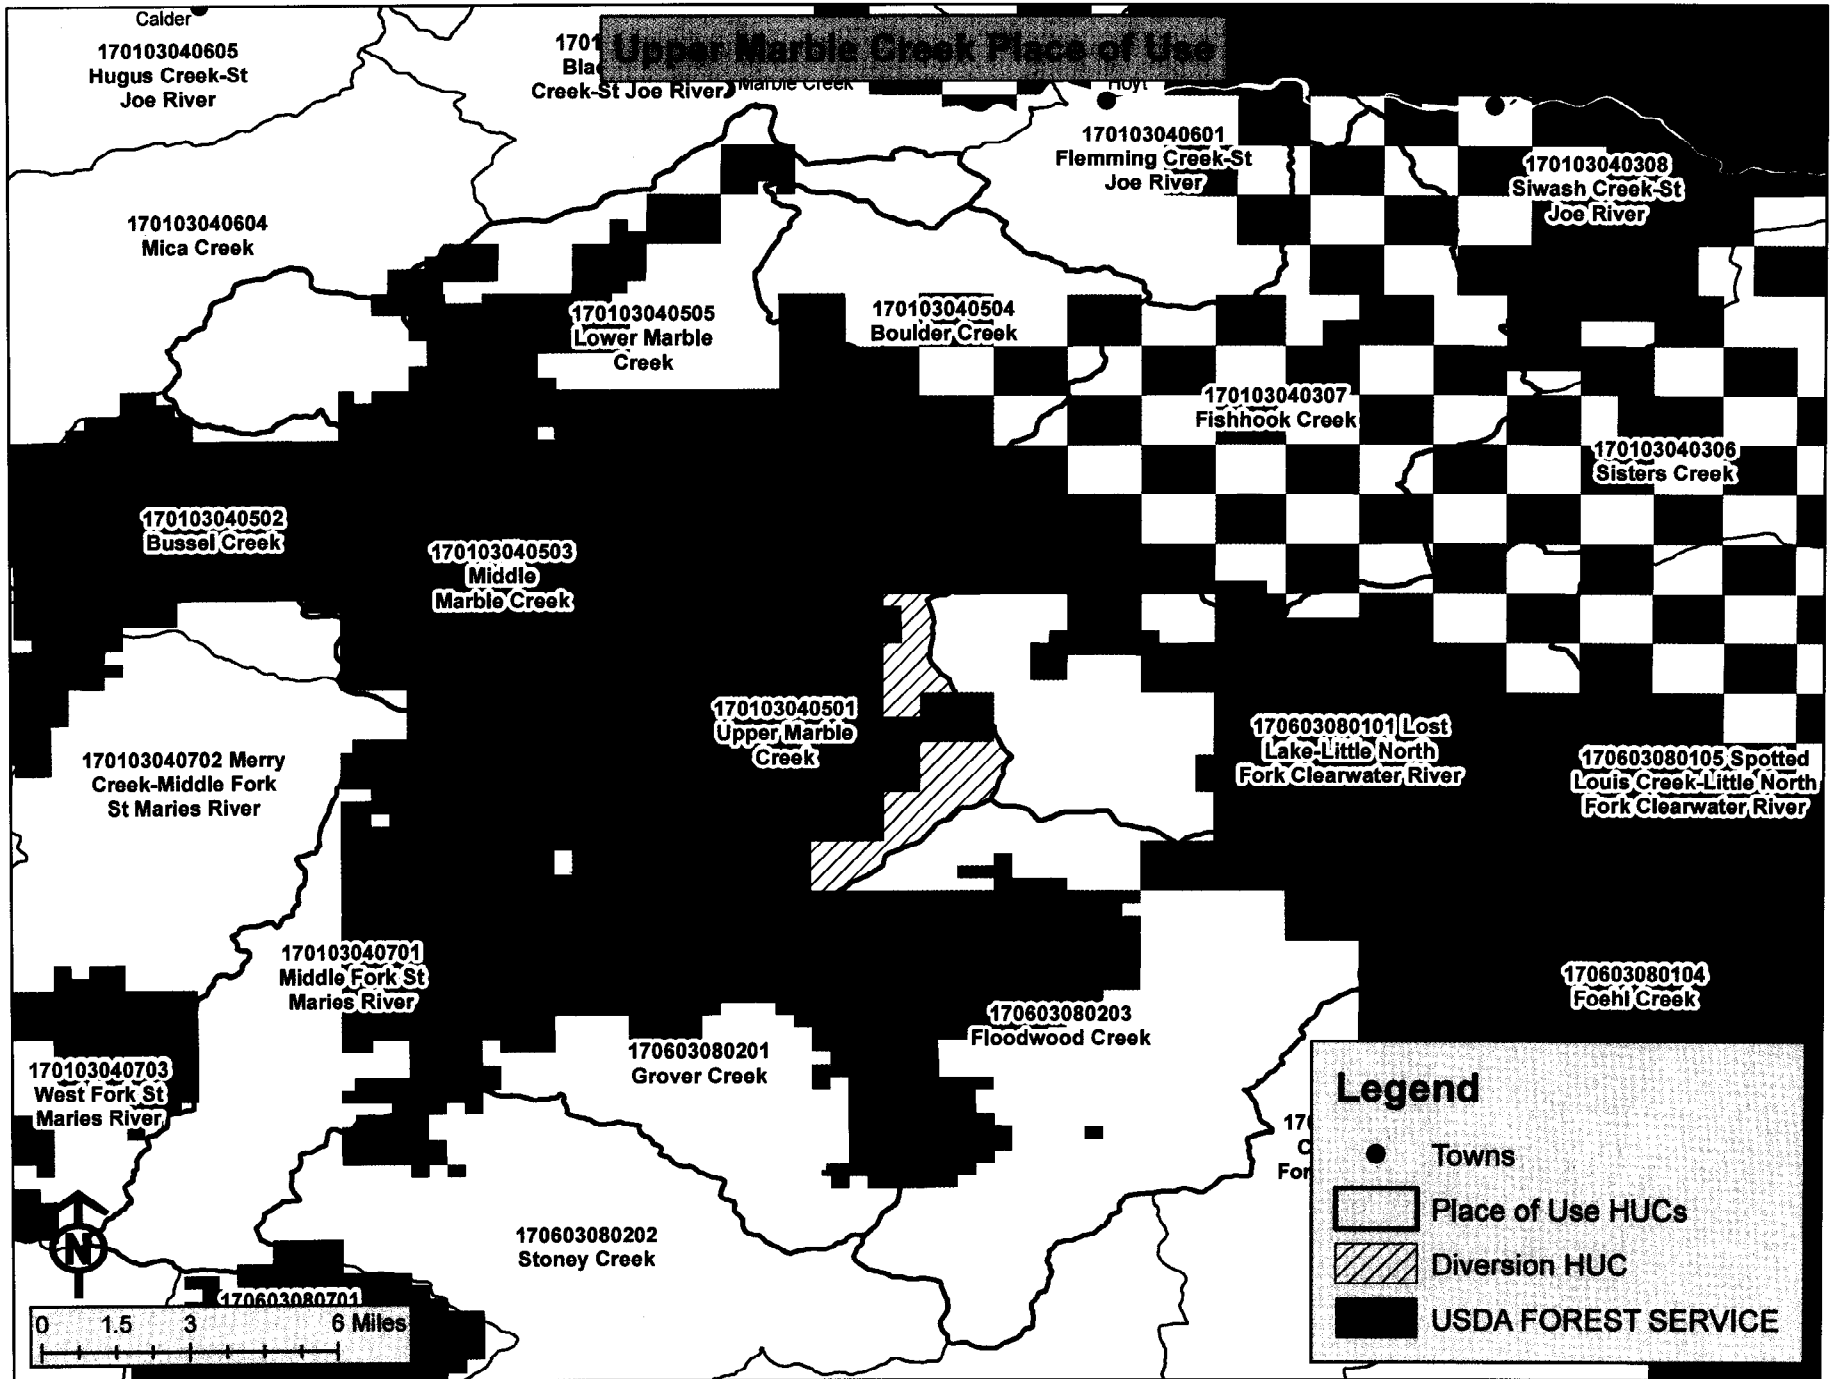 Calder
170103040605
Hugus Creek-St
Joe River
Upper Marble Creek Place of Use
1701
Creek-St Joe River
Marble Creek
Hoyt
170103040601
Flemming Creek-St
Joe River
170103040308
Siwash Creek-St
Joe River
170103040604
Mica Creek
170103040505
Lower Marble
Creek
170103040504
Boulder Creek
170103040307
Fishhook Creek
170103040306
Sisters Creek
170103040502
Bussel Creek
170103040503
Middle
Marble Creek
170103040501
Upper Marble
Creek
170603080101 Lost
Lake-Little North
Fork Clearwater River
170603080105 Spotted
Louis Creek-Little North
Fork Clearwater River
170103040702 Merry
Creek-Middle Fork
St Maries River
170103040701
Middle Fork St
Maries River
170603080104
Foehl Creek
170603080203
Floodwood Creek
170603080201
Grover Creek
170103040703
West Fork St
Maries River
170603080202
Stoney Creek
170603080701
N
0 1.5 3 6 Miles
Legend
Towns
Place of Use HUCs
Diversion HUC
USDA FOREST SERVICE